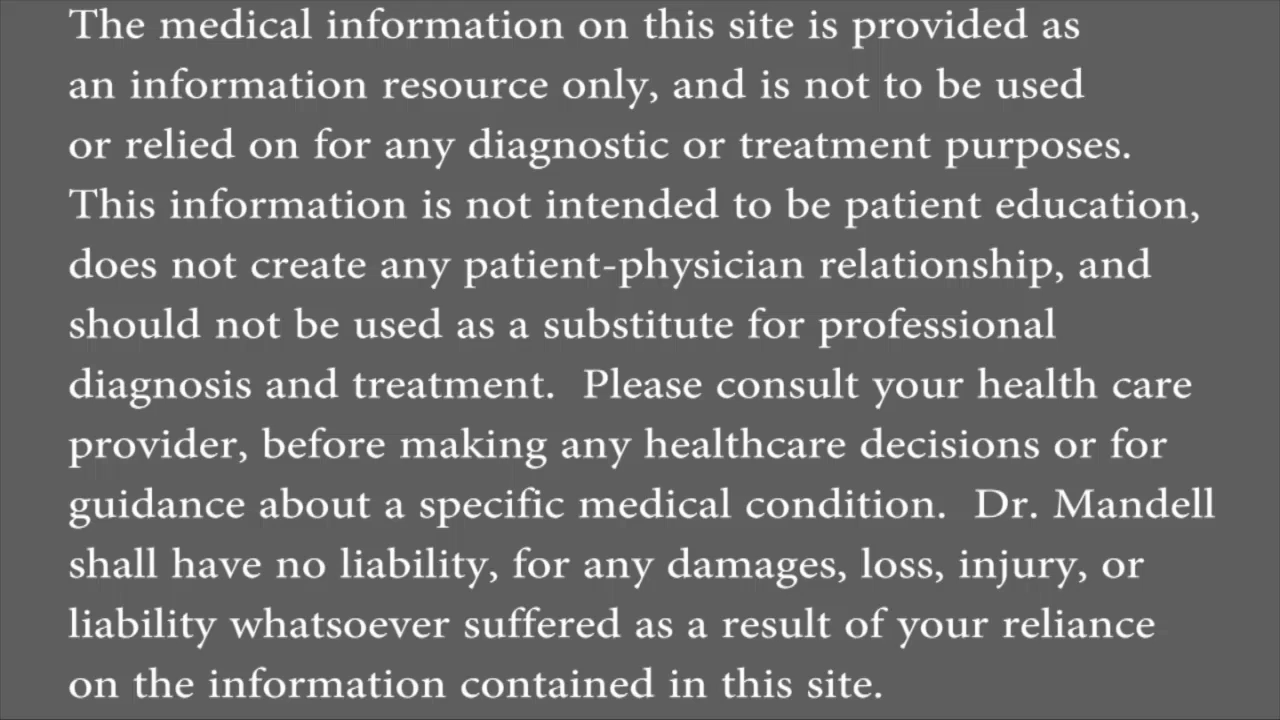 The medical information on this site is provided as
an information resource only, and is not to be used
or relied on for any diagnostic or treatment purposes.
This information is not intended to be patient education,
does not create any patient-physician relationship, and
should not be used as a substitute for professional
diagnosis and treatment.  Please consult your health care
provider, before making any healthcare decisions or for
guidance about a specific medical condition.  Dr. Mandell
shall have no liability, for any damages, loss, injury, or
liability whatsoever suffered as a result of your reliance
on the information contained in this site.